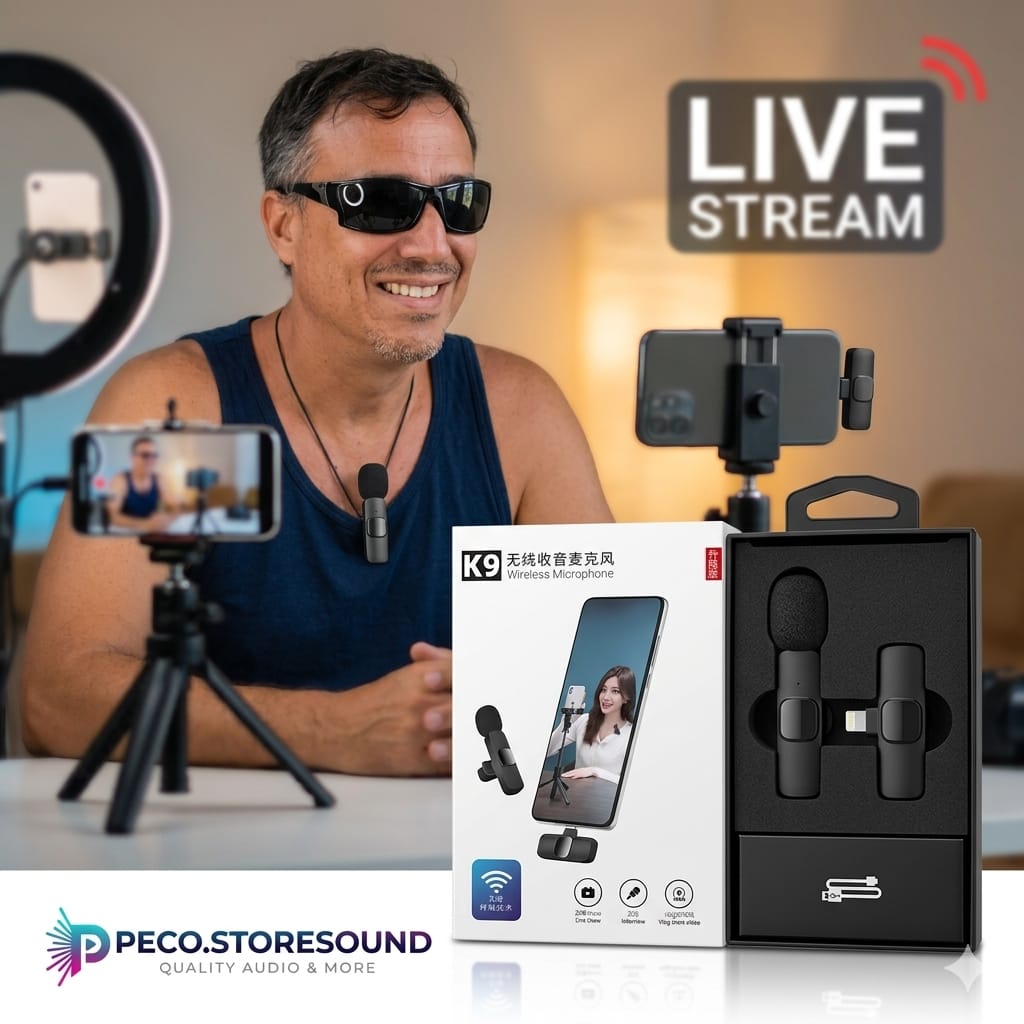 LIVE
STREAM
K9 无线收音麦克风
Wireless Microphone
PECO.STORESOUND
QUALITY AUDIO & MORE